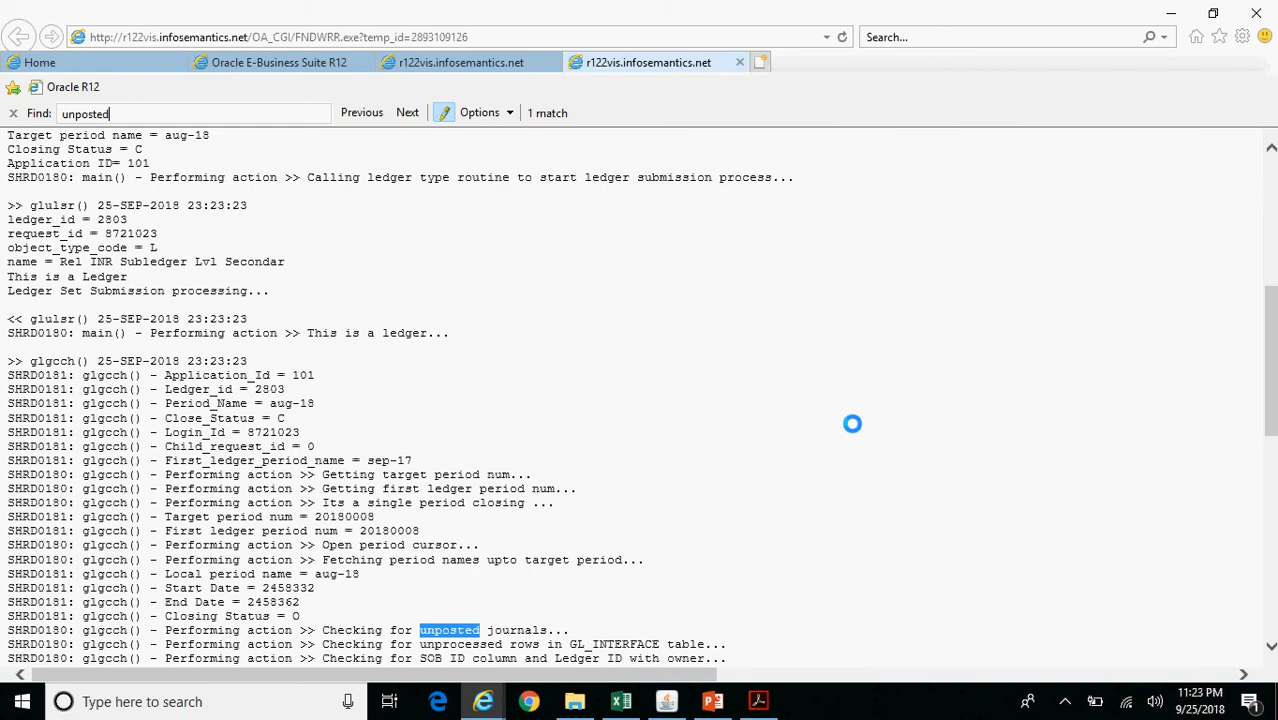 http://r122vis.infosemantics.net/OA_CGI/FNDWRR.exe?temp_id=2893109126
Search...
Home
Oracle E-Business Suite R12
r122vis.infosemantics.net
r122vis.infosemantics.net
Oracle R12
Find: unposted
Previous
Next
Options
1 match
Target period name = aug-18
Closing Status = C
Application ID= 101
SHRD0180: main() - Performing action >> Calling ledger type routine to start ledger submission process...
>> glulsr() 25-SEP-2018 23:23:23
ledger_id = 2803
request_id = 8721023
object_type_code = L
name = Rel INR Subledger Lvl Secondar
This is a Ledger
Ledger Set Submission processing...
<< glulsr() 25-SEP-2018 23:23:23
SHRD0180: main() - Performing action >> This is a ledger...
>> glgcch() 25-SEP-2018 23:23:23
SHRD0181: glgcch() - Application_Id = 101
SHRD0181: glgcch() - Ledger_id = 2803
SHRD0181: glgcch() - Period_Name = aug-18
SHRD0181: glgcch() - Close_Status = C
SHRD0181: glgcch() - Login_Id = 8721023
SHRD0181: glgcch() - Child_request_id = 0
SHRD0181: glgcch() - First_ledger_period_name = sep-17
SHRD0180: glgcch() - Performing action >> Getting target period num...
SHRD0180: glgcch() - Performing action >> Getting first ledger period num...
SHRD0180: glgcch() - Performing action >> Its a single period closing ...
SHRD0181: glgcch() - Target period num = 20180008
SHRD0181: glgcch() - First ledger period num = 20180008
SHRD0180: glgcch() - Performing action >> Open period cursor...
SHRD0180: glgcch() - Performing action >> Fetching period names upto target period...
SHRD0181: glgcch() - Local period name = aug-18
SHRD0181: glgcch() - Start Date = 2458332
SHRD0181: glgcch() - End Date = 2458362
SHRD0181: glgcch() - Closing Status = O
SHRD0180: glgcch() - Performing action >> Checking for unposted journals...
SHRD0180: glgcch() - Performing action >> Checking for unprocessed rows in GL_INTERFACE table...
SHRD0180: glgcch() - Performing action >> Checking for SOB ID column and Ledger ID with owner...
Type here to search
11:23 PM
9/25/2018
1